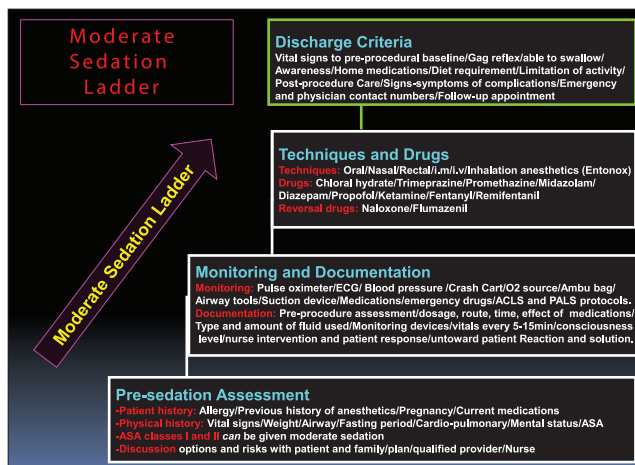 Moderate
Sedation
Ladder
Discharge Criteria
Vital signs to pre-procedural baseline/Gag reflex/able to swallow/
Awareness/Home medications/Diet requirement/Limitation of activity/
Post-procedure Care/Signs-symptoms of complications/Emergency
and physician contact numbers/Follow-up appointment
Techniques and Drugs
Techniques: Oral/Nasal/Rectal/i.m/i.v/Inhalation anesthetics (Entonox)
Drugs: Chloral hydrate/Trimeprazine/Promethazine/Midazolam/
Diazepam/Propofol/Ketamine/Fentanyl/Remifentanil
Reversal drugs: Naloxone/Flumazenil
Moderate Sedation Ladder
Monitoring and Documentation
Monitoring: Pulse oximeter/ECG/ Blood pressure /Crash Cart/O2 source/Ambu bag/
Airway tools/Suction device/Medications/emergency drugs/ACLS and PALS protocols.
Documentation: Pre-procedure assessment/dosage, route, time, effect of medications/
Type and amount of fluid used/Monitoring devices/vitals every 5-15min/consciousness
level/nurse intervention and patient response/untoward patient Reaction and solution.
Pre-sedation Assessment
-Patient history: Allergy/Previous history of anesthetics/Pregnancy/Current medications
-Physical history: Vital signs/Weight/Airway/Fasting period/Cardio-pulmonary/Mental status/ASA
-ASA classes I and II can be given moderate sedation
-Discussion options and risks with patient and family/plan/qualified provider/Nurse